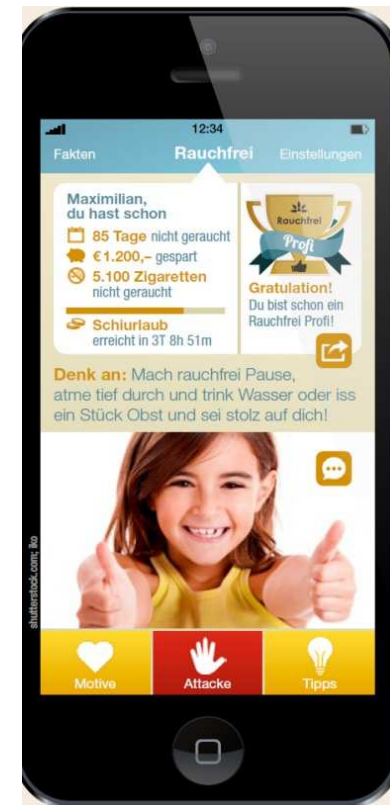 12:34
Fakten Rauchfrei Einstellungen
Maximilian,
du hast schon
85 Tage nicht geraucht
€ 1.200,– gespart
5.100 Zigaretten
nicht geraucht
Schiurlaub
erreicht in 3T 8h 51m
Rauchfrei
Profi
Gratulation!
Du bist schon ein
Rauchfrei Profi!
Denk an: Mach rauchfrei Pause,
atme tief durch und trink Wasser oder iss
ein Stück Obst und sei stolz auf dich!
shutterstock.com; iko
Motive Attacke Tipps